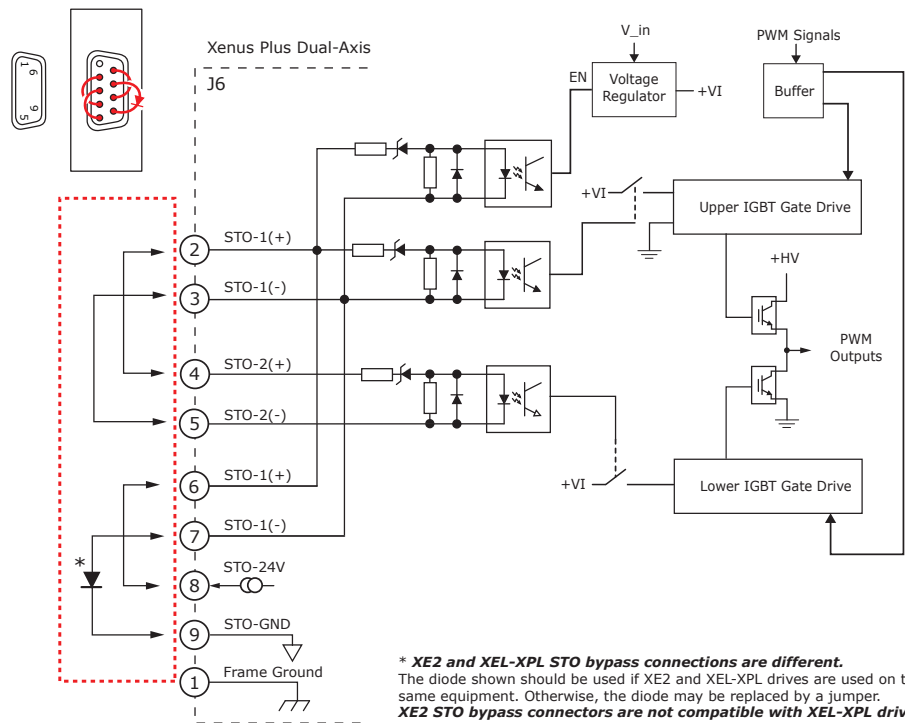 Xenus Plus Dual-Axis
J6
1
6
9
5
V_in
EN
Voltage
Regulator
+VI
PWM Signals
Buffer
+VI
Upper IGBT Gate Drive
+HV
PWM
Outputs
+VI
Lower IGBT Gate Drive
2 STO-1(+)
3 STO-1(-)
4 STO-2(+)
5 STO-2(-)
6 STO-1(+)
7 STO-1(-)
*
8 STO-24V
9 STO-GND
1 Frame Ground
* XE2 and XEL-XPL STO bypass connections are different.
The diode shown should be used if XE2 and XEL-XPL drives are used on
same equipment. Otherwise, the diode may be replaced by a jumper.
XE2 STO bypass connectors are not compatible with XEL-XPL